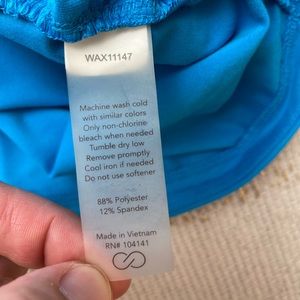 WAX11147
Machine wash cold
with similar colors
Only non-chlorine
bleach when needed
Tumble dry low
Remove promptly
Cool iron if needed
Do not use softener
88% Polyester
12% Spandex
Made in Vietnam
RN# 104141